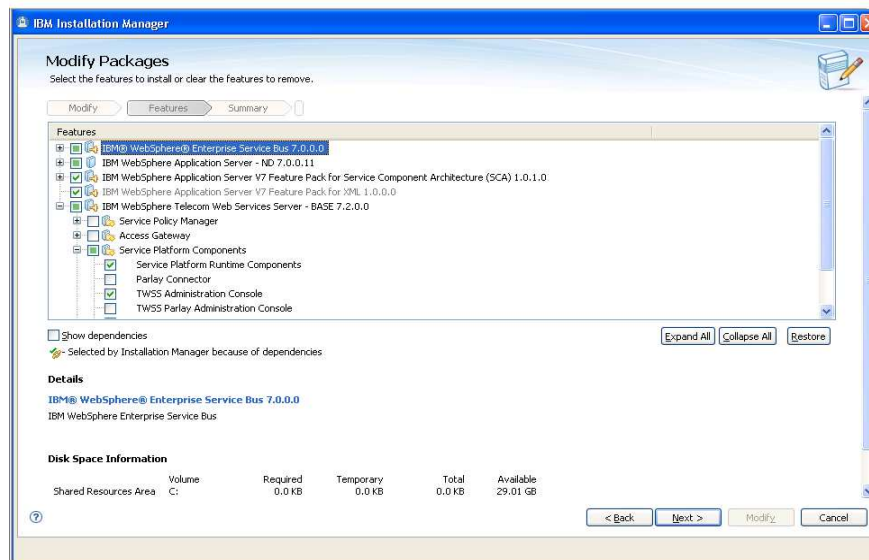 IBM Installation Manager
Modify Packages
Select the features to install or clear the features to remove.
Modify Features Summary
Features
IBM® WebSphere® Enterprise Service Bus 7.0.0.0
IBM WebSphere Application Server - ND 7.0.0.11
IBM WebSphere Application Server V7 Feature Pack for Service Component Architecture (SCA) 1.0.1.0
IBM WebSphere Application Server V7 Feature Pack for XML 1.0.0.0
IBM WebSphere Telecom Web Services Server - BASE 7.2.0.0
Service Policy Manager
Access Gateway
Service Platform Components
Service Platform Runtime Components
Parlay Connector
TWSS Administration Console
TWSS Parlay Administration Console
Show dependencies Expand All Collapse All Restore
- Selected by Installation Manager because of dependencies
Details
IBM® WebSphere® Enterprise Service Bus 7.0.0.0
IBM WebSphere Enterprise Service Bus
Disk Space Information
Volume Required Temporary Total Available
Shared Resources Area C: 0.0 KB 0.0 KB 0.0 KB 29.01 GB
? < Back Next > Modify Cancel